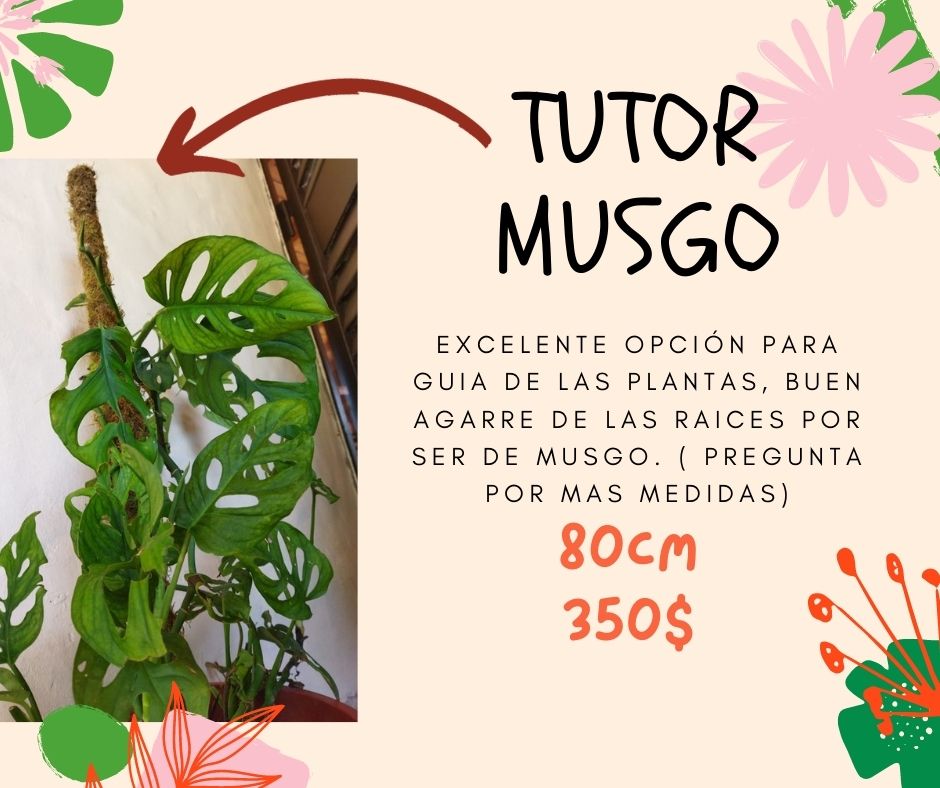 TUTOR
MUSGO
EXCELENTE OPCIÓN PARA
GUIA DE LAS PLANTAS, BUEN
AGARRE DE LAS RAICES POR
SER DE MUSGO. ( PREGUNTA
POR MAS MEDIDAS)
80cm
350$